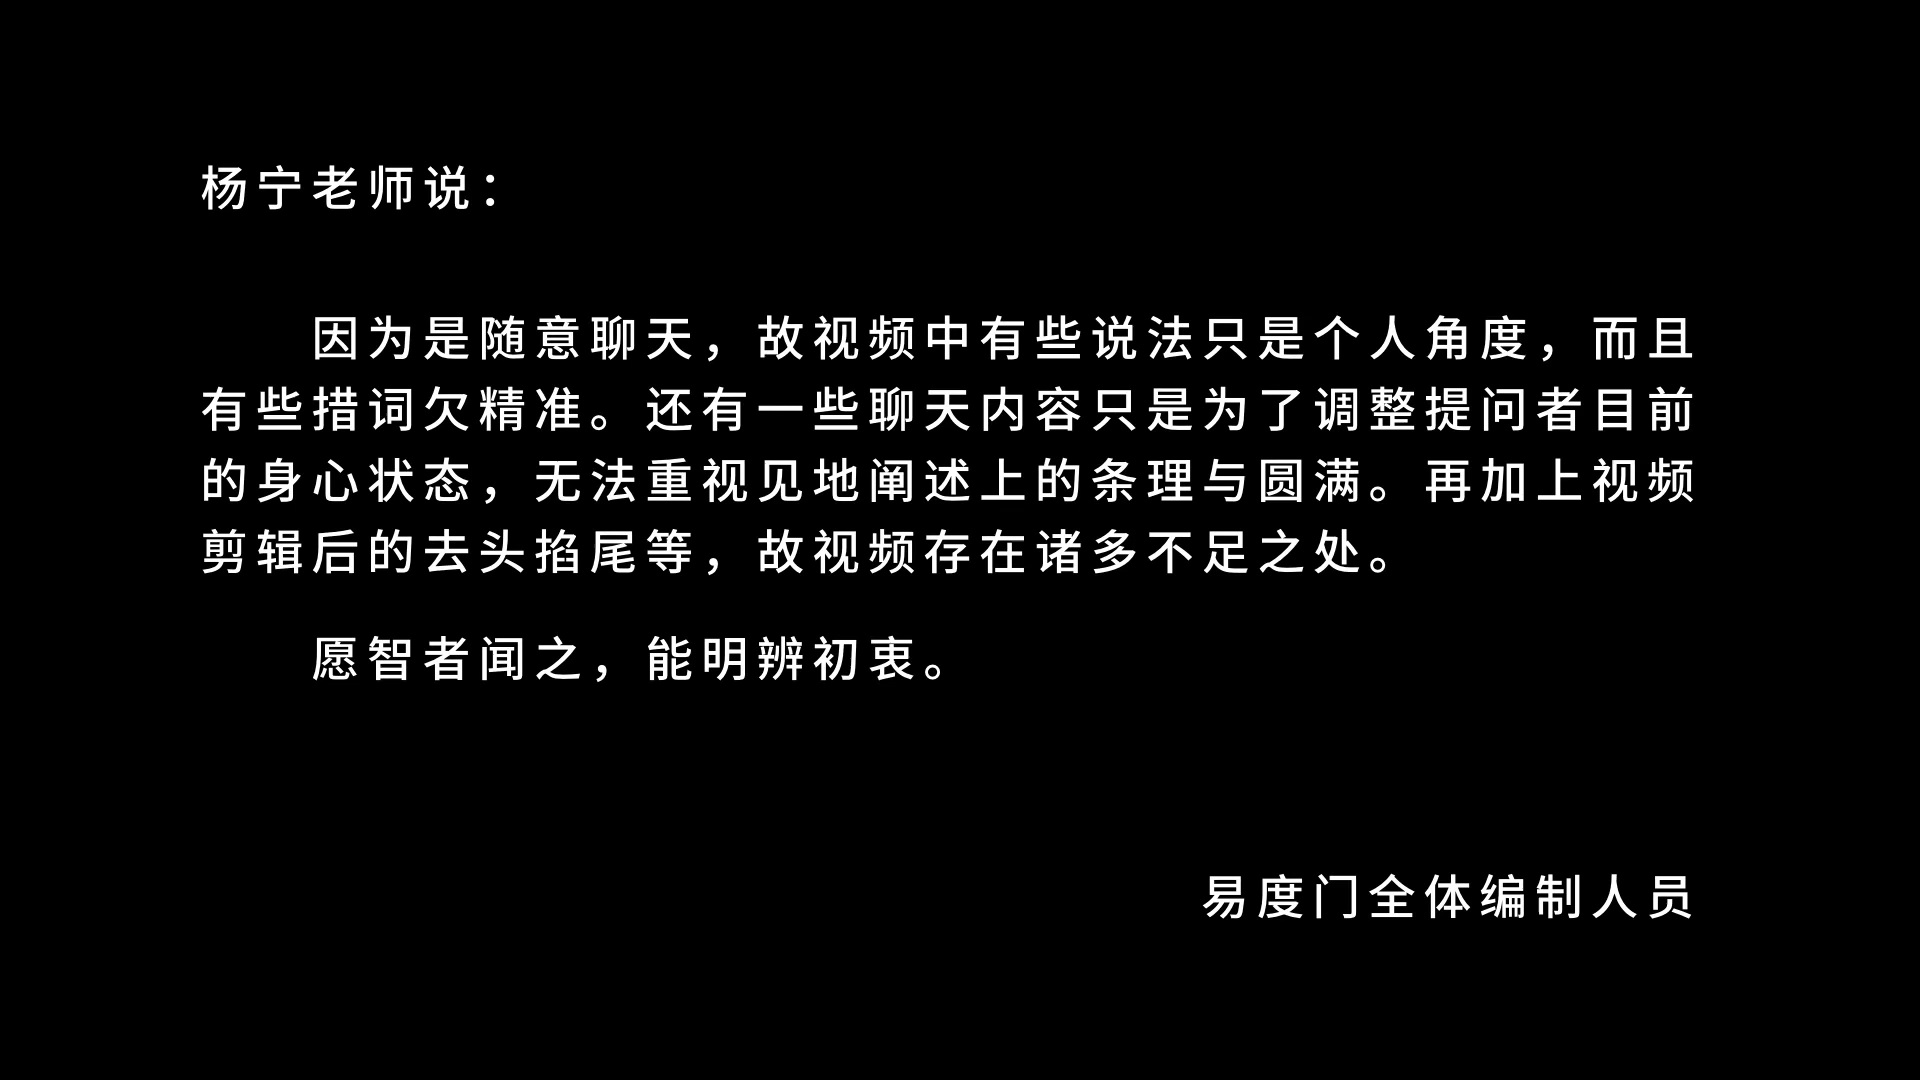 杨宁老师说：
因为是随意聊天，故视频中有些说法只是个人角度，而且
有些措词欠精准。还有一些聊天内容只是为了调整提问者目前
的身心状态，无法重视见地阐述上的条理与圆满。再加上视频
剪辑后的去头掐尾等，故视频存在诸多不足之处。
愿智者闻之，能明辨初衷。
易度门全体编制人员